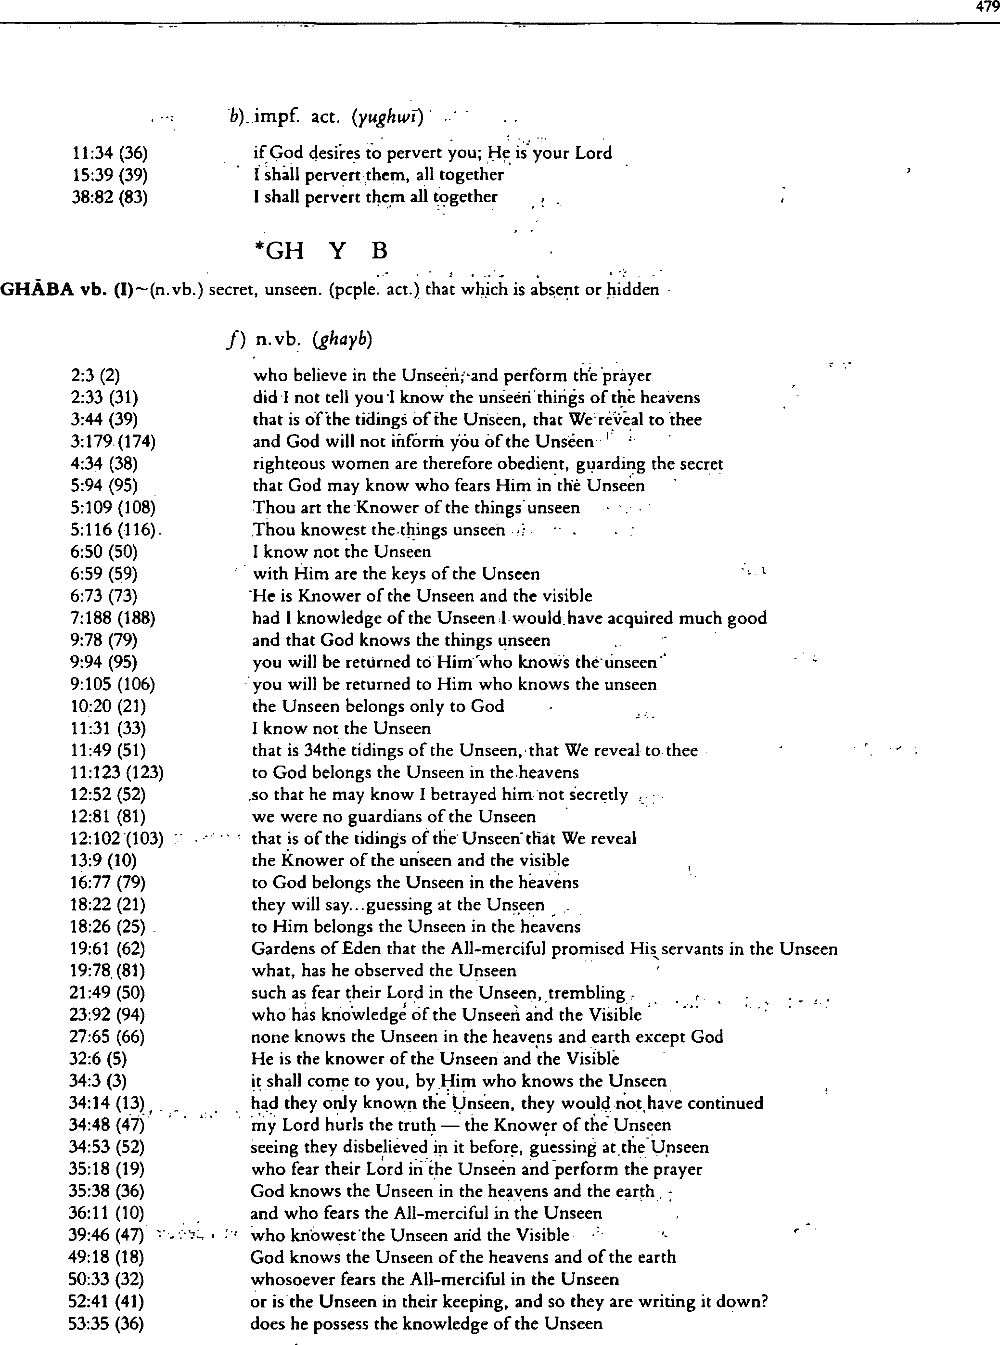 479
b) impf. act. (yughwī)
11:34 (36) if God desires to pervert you; He is your Lord
15:39 (39) I shall pervert them, all together
38:82 (83) I shall pervert them all together
*GH Y B
GHĀBA vb. (I)~(n.vb.) secret, unseen. (pcple. act.) that which is absent or hidden
f) n.vb. (ghayb)
2:3 (2) who believe in the Unseen, and perform the prayer
2:33 (31) did I not tell you I know the unseen things of the heavens
3:44 (39) that is of the tidings of the Unseen, that We reveal to thee
3:179 (174) and God will not inform you of the Unseen
4:34 (38) righteous women are therefore obedient, guarding the secret
5:94 (95) that God may know who fears Him in the Unseen
5:109 (108) Thou art the Knower of the things unseen
5:116 (116) Thou knowest the things unseen
6:50 (50) I know not the Unseen
6:59 (59) with Him are the keys of the Unseen
6:73 (73) He is Knower of the Unseen and the visible
7:188 (188) had I knowledge of the Unseen I would have acquired much good
9:78 (79) and that God knows the things unseen
9:94 (95) you will be returned to Him who knows the unseen
9:105 (106) you will be returned to Him who knows the unseen
10:20 (21) the Unseen belongs only to God
11:31 (33) I know not the Unseen
11:49 (51) that is 34the tidings of the Unseen, that We reveal to thee
11:123 (123) to God belongs the Unseen in the heavens
12:52 (52) so that he may know I betrayed him not secretly
12:81 (81) we were no guardians of the Unseen
12:102 (103) that is of the tidings of the Unseen that We reveal
13:9 (10) the Knower of the unseen and the visible
16:77 (79) to God belongs the Unseen in the heavens
18:22 (21) they will say...guessing at the Unseen
18:26 (25) to Him belongs the Unseen in the heavens
19:61 (62) Gardens of Eden that the All-merciful promised His servants in the Unseen
19:78 (81) what, has he observed the Unseen
21:49 (50) such as fear their Lord in the Unseen, trembling
23:92 (94) who has knowledge of the Unseen and the Visible
27:65 (66) none knows the Unseen in the heavens and earth except God
32:6 (5) He is the knower of the Unseen and the Visible
34:3 (3) it shall come to you, by Him who knows the Unseen
34:14 (13) had they only known the Unseen, they would not have continued
34:48 (47) my Lord hurls the truth — the Knower of the Unseen
34:53 (52) seeing they disbelieved in it before, guessing at the Unseen
35:18 (19) who fear their Lord in the Unseen and perform the prayer
35:38 (36) God knows the Unseen in the heavens and the earth
36:11 (10) and who fears the All-merciful in the Unseen
39:46 (47) who knowest the Unseen and the Visible
49:18 (18) God knows the Unseen of the heavens and of the earth
50:33 (32) whosoever fears the All-merciful in the Unseen
52:41 (41) or is the Unseen in their keeping, and so they are writing it down?
53:35 (36) does he possess the knowledge of the Unseen